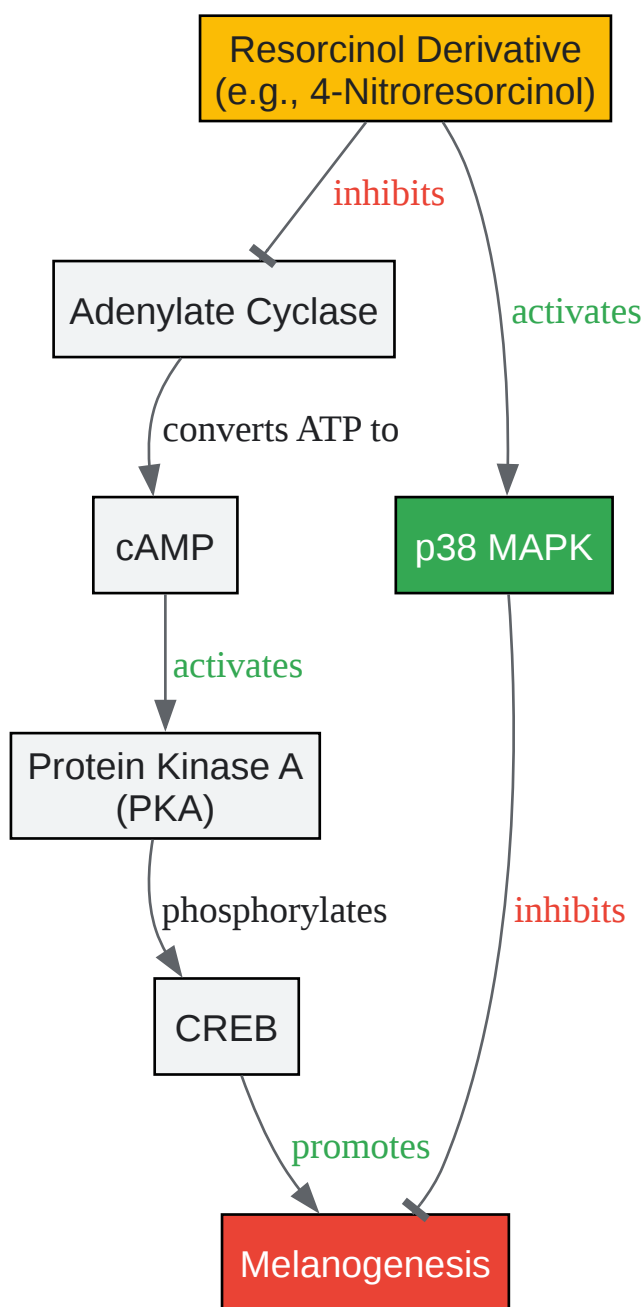 Resorcinol Derivative
(e.g., 4-Nitroresorcinol)
inhibits
Adenylate Cyclase
activates
converts ATP to
cAMP
p38 MAPK
activates
Protein Kinase A
(PKA)
phosphorylates
inhibits
CREB
promotes
Melanogenesis